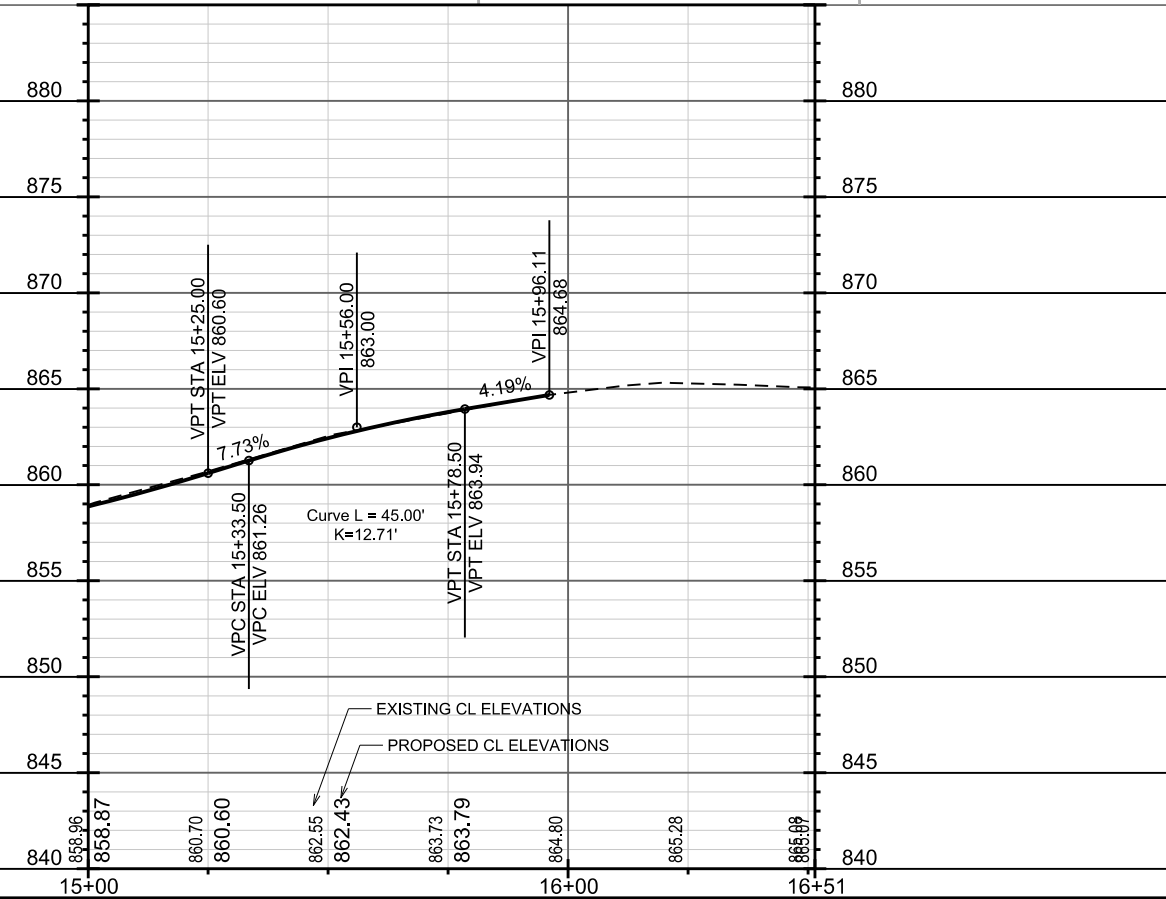 880
880
875
875
870
870
865
865
860
860
855
855
850
850
845
845
840
840
VPT STA 15+25.00
VPT ELV 860.60
VPI 15+56.00
863.00
VPI 15+96.11
864.68
7.73%
4.19%
VPC STA 15+33.50
VPC ELV 861.26
Curve L = 45.00'
K=12.71'
VPT STA 15+78.50
VPT ELV 863.94
EXISTING CL ELEVATIONS
PROPOSED CL ELEVATIONS
858.96
858.87
860.70
860.60
862.55
862.43
863.73
863.79
864.80
865.28
15+00
16+00
16+51